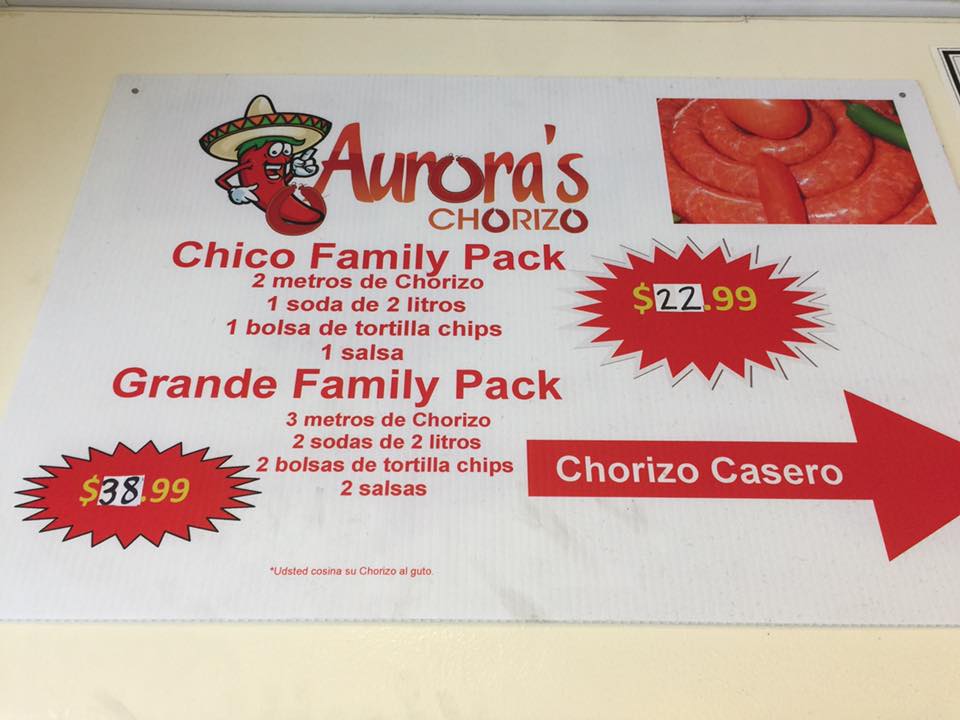 Aurora's
CHORIZO
Chico Family Pack
2 metros de Chorizo
1 soda de 2 litros
1 bolsa de tortilla chips
1 salsa
$22.99
Grande Family Pack
3 metros de Chorizo
2 sodas de 2 litros
2 bolsas de tortilla chips
2 salsas
$38.99
Chorizo Casero
*Udsted cosina su Chorizo al guto.